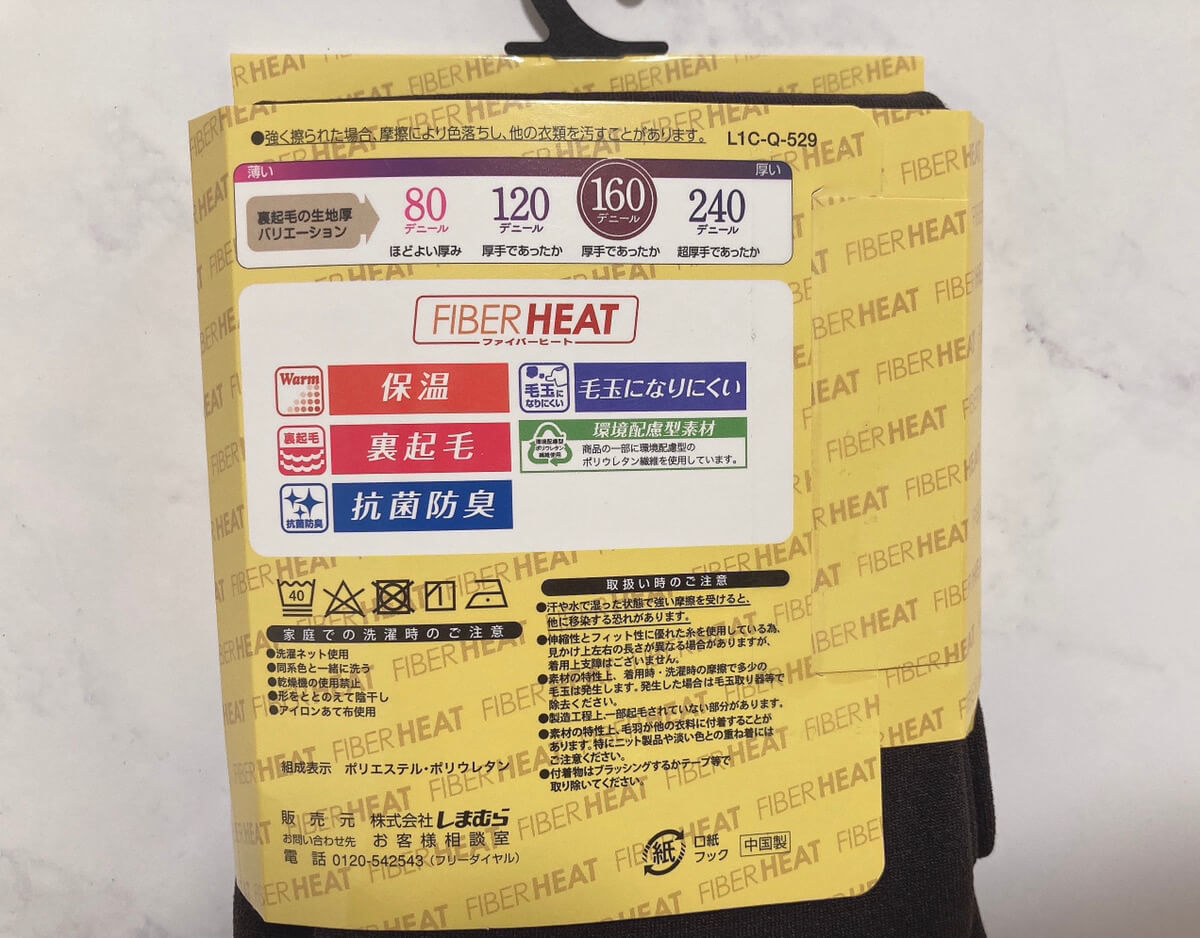 ●強く擦られた場合、摩擦により色落ちし、他の衣類を汚すことがあります。 L1C-Q-529
薄い 厚い
裏起毛の生地厚
バリエーション
80
デニール
ほどよい厚み
120
デニール
厚手であったか
160
デニール
厚手であったか
240
デニール
超厚手であったか
FIBER HEAT
ファイバーヒート
Warm
保温
裏起毛
裏起毛
抗菌防臭
抗菌防臭
毛玉に
なりにくい
毛玉になりにくい
環境配慮型
ポリウレタン
繊維使用
環境配慮型素材
商品の一部に環境配慮型の
ポリウレタン繊維を使用しています。
40
家庭での洗濯時のご注意
●洗濯ネット使用
●同系色と一緒に洗う
●乾燥機の使用禁止
●形をととのえて陰干し
●アイロンあて布使用
取扱い時のご注意
●汗や水で湿った状態で強い摩擦を受けると、
他に移染する恐れがあります。
●伸縮性とフィット性に優れた糸を使用している為、
見かけ上左右の長さが異なる場合がありますが、
着用上支障はございません。
●素材の特性上、着用時・洗濯時の摩擦で多少の
毛玉は発生します。発生した場合は毛玉取り器等で
除去ください。
●製造工程上、一部起毛されていない部分があります。
●素材の特性上、毛羽が他の衣料に付着することが
あります。特にニット製品や淡い色との重ね着には
ご注意ください。
●付着物はブラッシングするかテープ等で
取り除いてください。
組成表示 ポリエステル・ポリウレタン
販売元 株式会社しまむら
お問い合わせ先 お客様相談室
電話 0120-542543（フリーダイヤル）
紙
口紙
フック
中国製